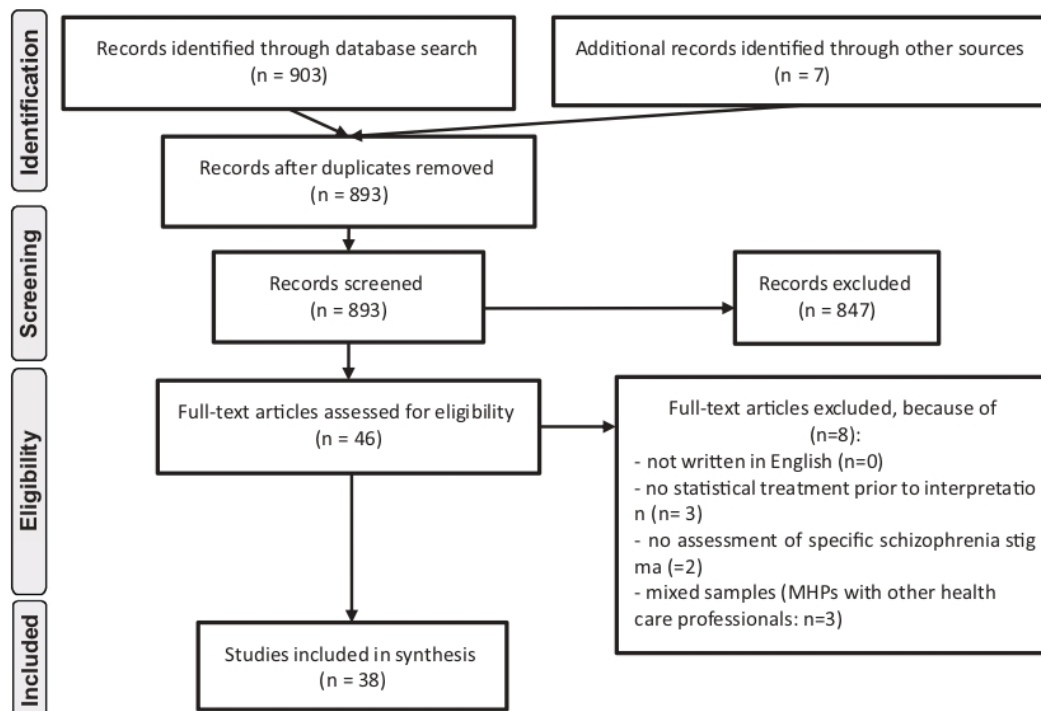 Identification
Records identified through database search
(n = 903)
Additional records identified through other sources
(n = 7)
Records after duplicates removed
(n = 893)
Screening
Records screened
(n = 893)
Records excluded
(n = 847)
Eligibility
Full-text articles assessed for eligibility
(n = 46)
Full-text articles excluded, because of
(n=8):
- not written in English (n=0)
- no statistical treatment prior to interpretatio
n (n= 3)
- no assessment of specific schizophrenia stig
ma (=2)
- mixed samples (MHPs with other health
care professionals: n=3)
Included
Studies included in synthesis
(n = 38)